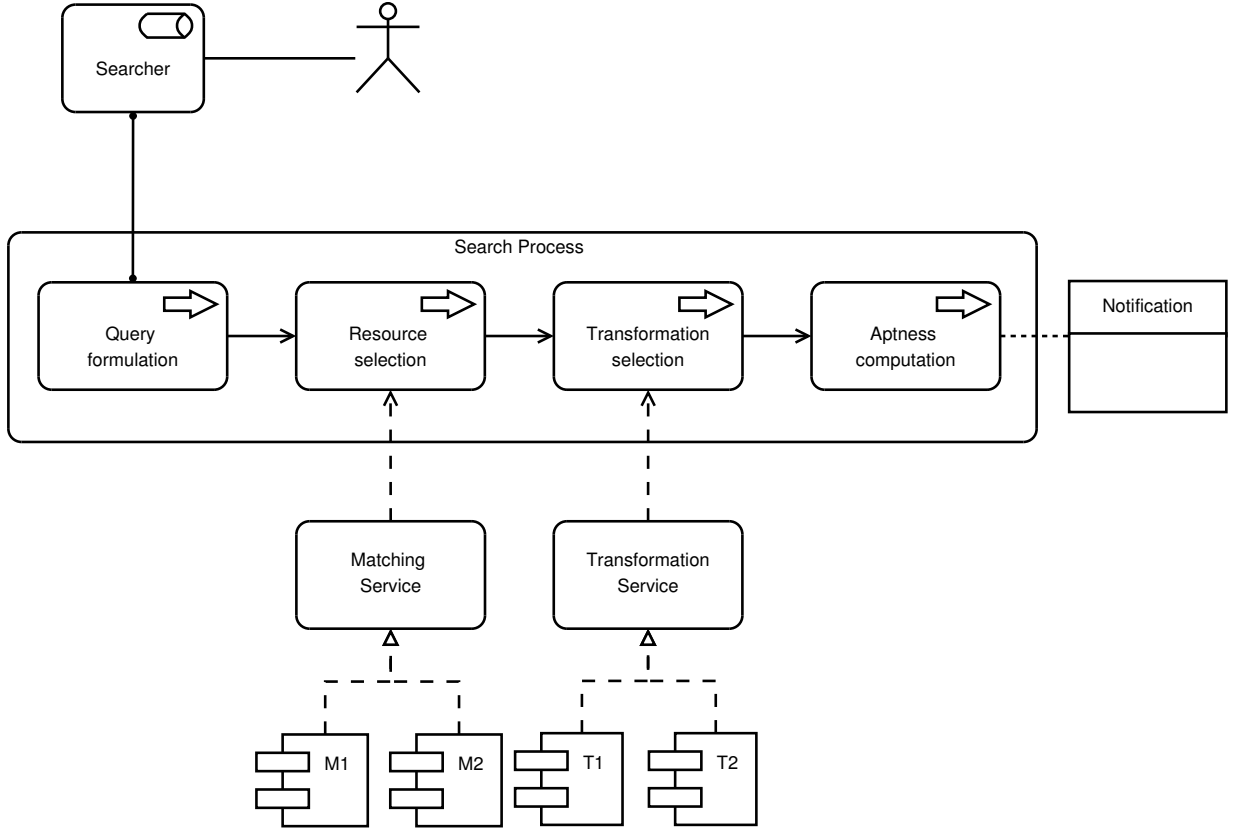 Searcher
Search Process
Query
formulation
Resource
selection
Transformation
selection
Aptness
computation
Notification
Matching
Service
Transformation
Service
M1
M2
T1
T2